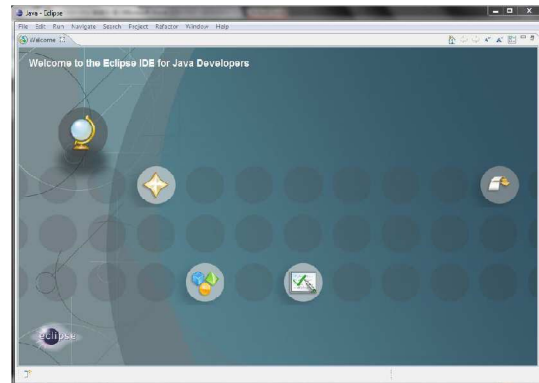 Java - Eclipse
File Edit Run Navigate Search Project Refactor Window Help
Welcome
Welcome to the Eclipse IDE for Java Developers
eclipse